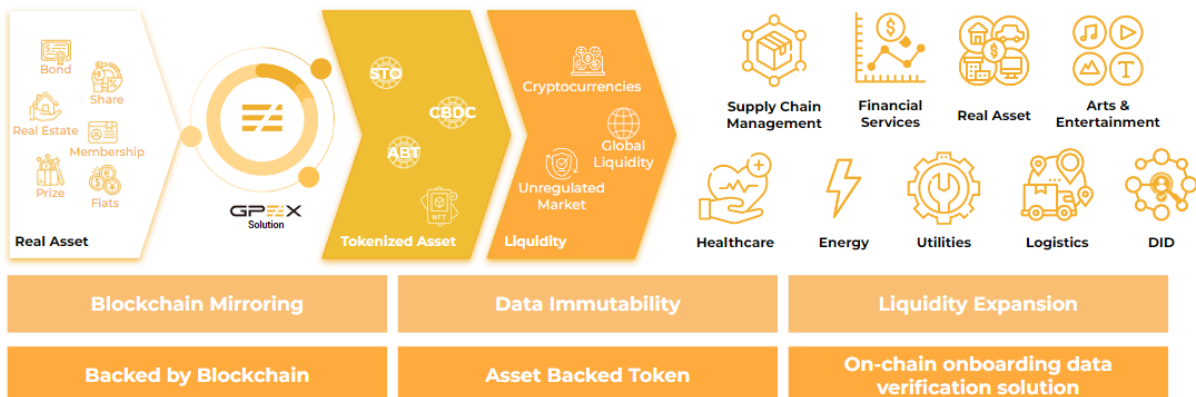 Bond
Share
Real Estate
Membership
Prize
Fiats
Real Asset
GPEX
Solution
STO
CBDC
ABT
NFT
Tokenized Asset
Cryptocurrencies
Global
Liquidity
Unregulated
Market
Liquidity
Supply Chain
Management
Financial
Services
Real Asset
Arts &
Entertainment
Healthcare
Energy
Utilities
Logistics
DID
Blockchain Mirroring
Data Immutability
Liquidity Expansion
Backed by Blockchain
Asset Backed Token
On-chain onboarding data
verification solution